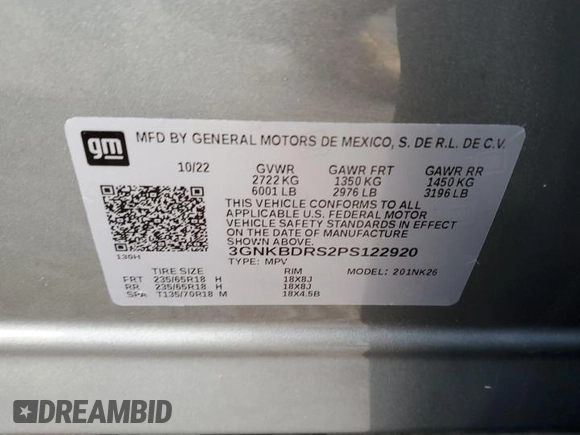 gm
MFD BY GENERAL MOTORS DE MEXICO, S. DE R.L. DE C.V.
10/22 GVWR GAWR FRT GAWR RR
2722 KG 1350 KG 1450 KG
6001 LB 2976 LB 3196 LB
THIS VEHICLE CONFORMS TO ALL
APPLICABLE U.S. FEDERAL MOTOR
VEHICLE SAFETY STANDARDS IN EFFECT
ON THE DATE OF MANUFACTURE
SHOWN ABOVE.
3GNKBDRS2PS122920
136H TYPE: MPV MODEL: 201NK26
TIRE SIZE RIM
FRT 235/65R18 H 18X8J
RR 235/65R18 H 18X8J
SPA T135/70R18 M 18X4.5B
DREAMBID